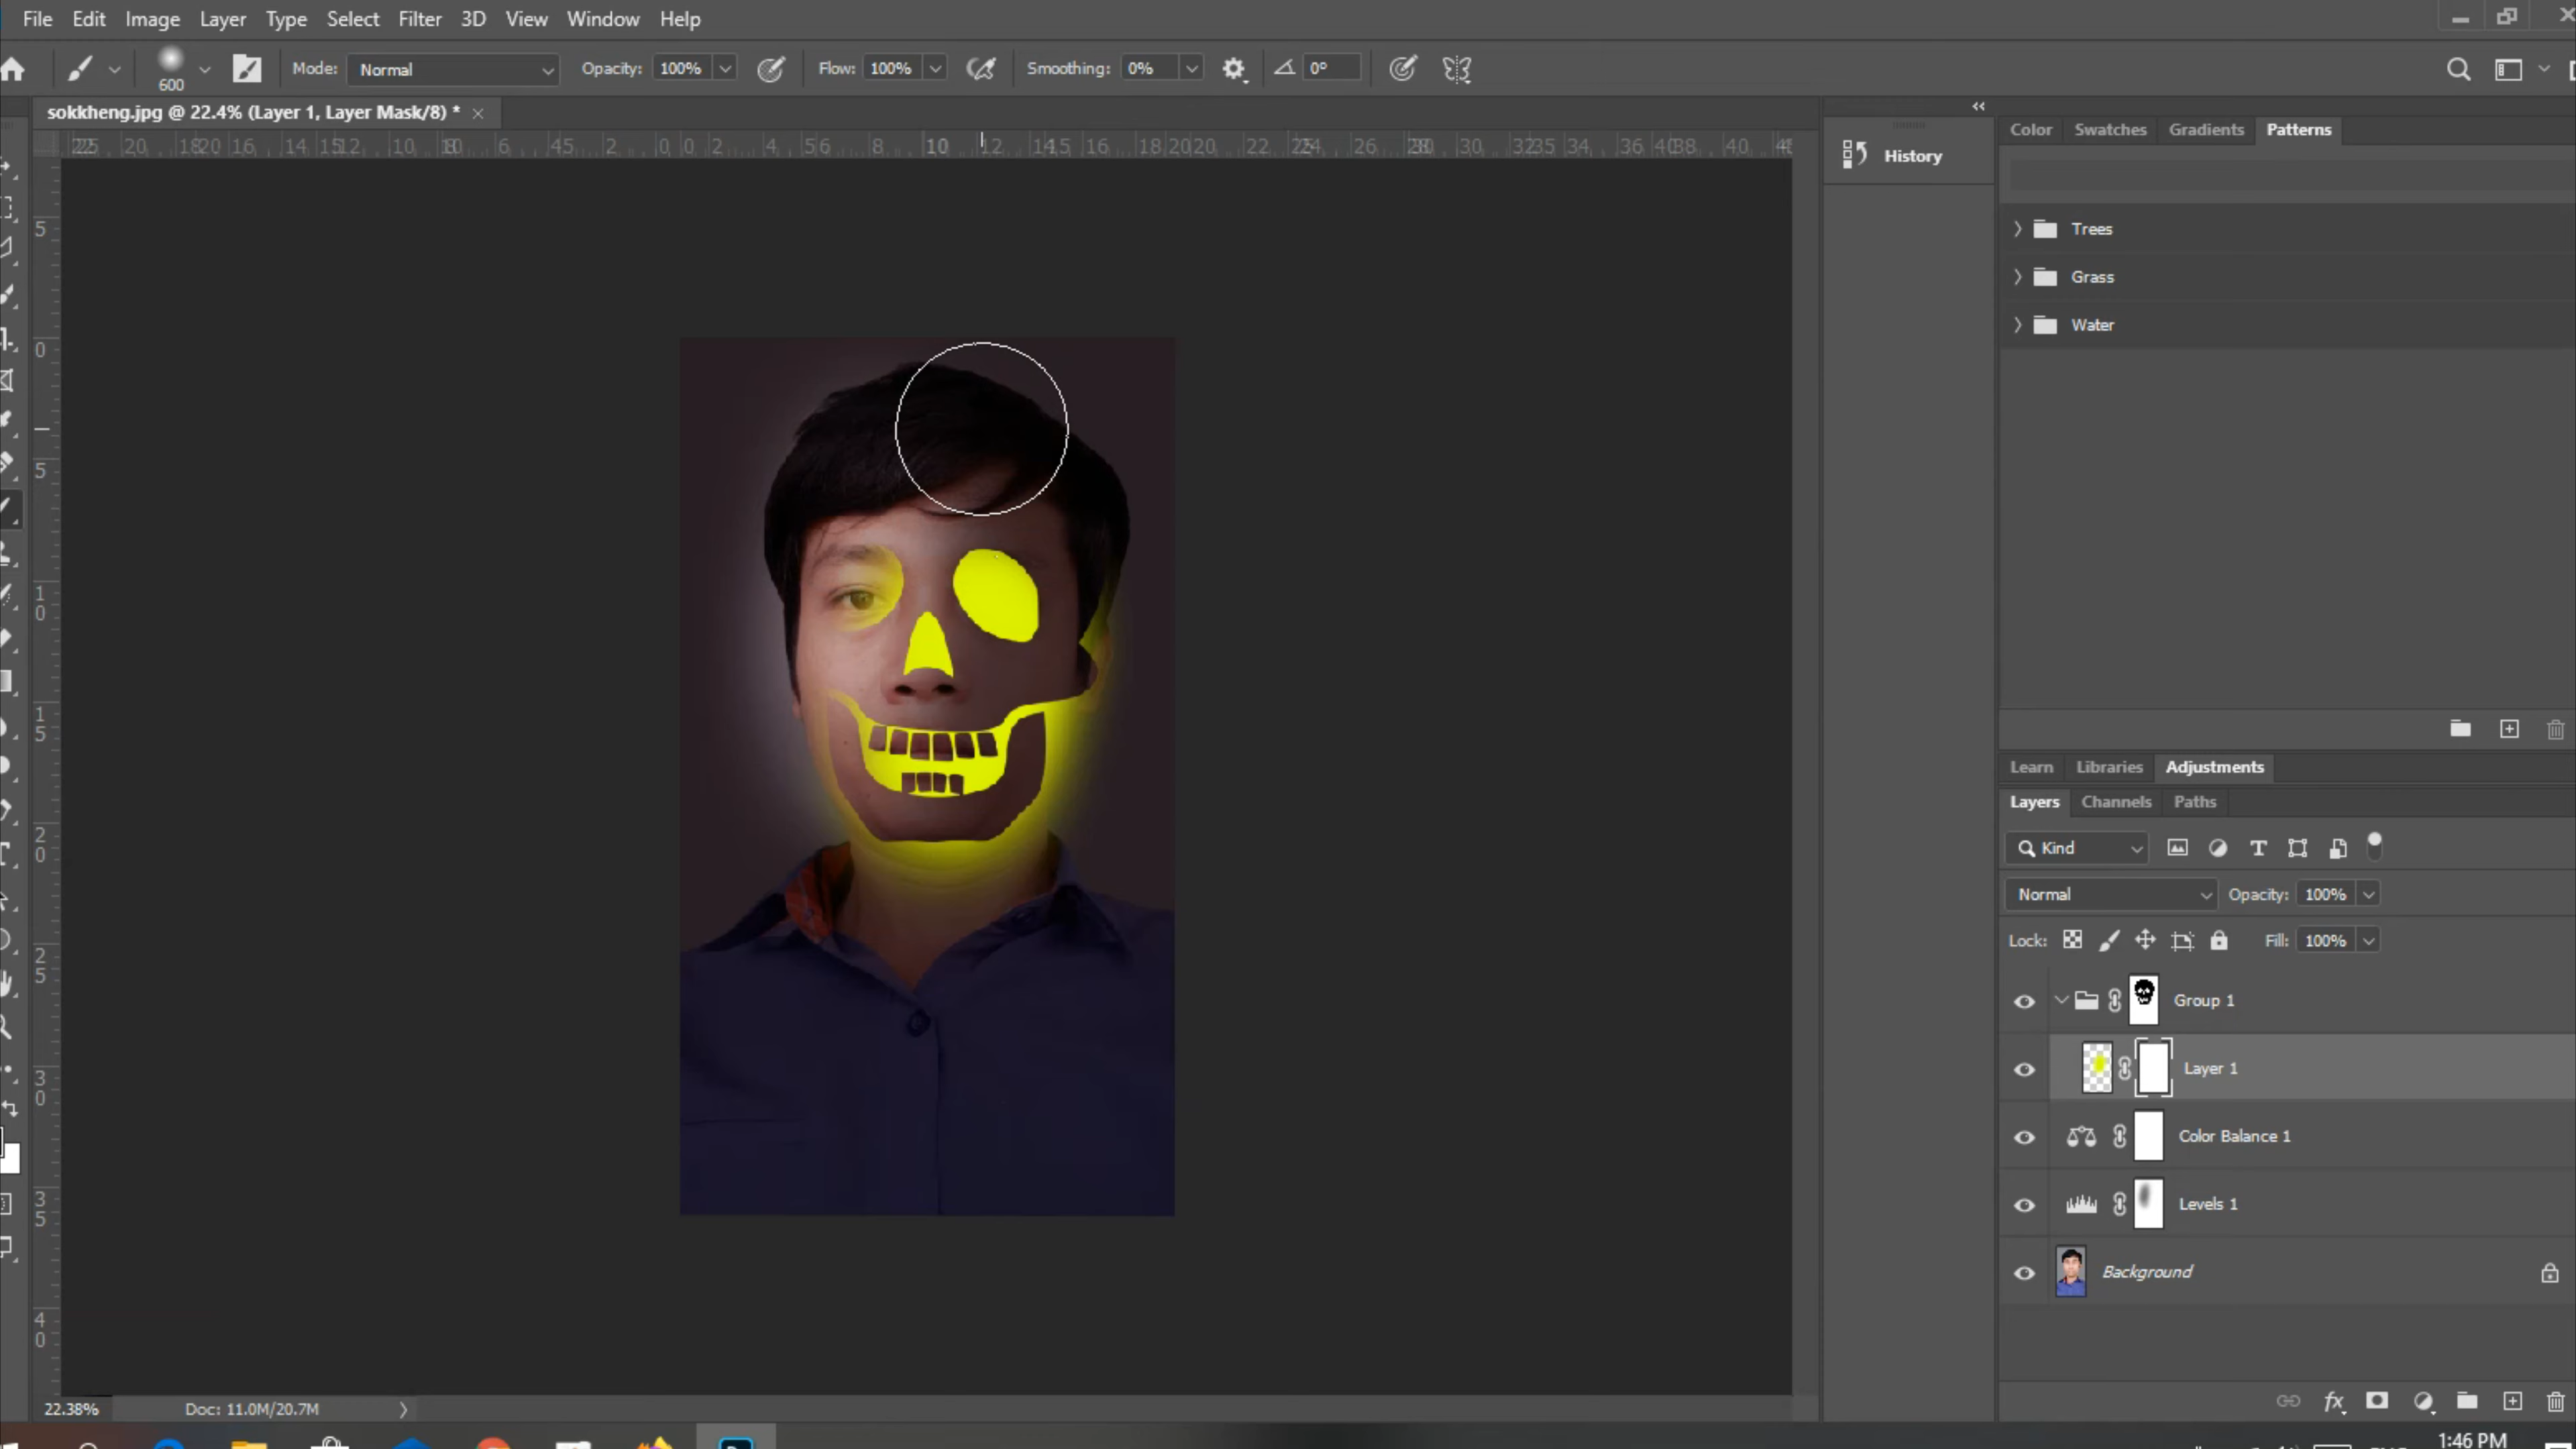 File Edit Image Layer Type Select Filter 3D View Window Help
600 Mode: Normal Opacity: 100% Flow: 100% Smoothing: 0% 0°
sokkheng.jpg @ 22.4% (Layer 1, Layer Mask/8) *
History
Color Swatches Gradients Patterns
Trees
Grass
Water
Learn Libraries Adjustments
Layers Channels Paths
Kind
Normal Opacity: 100%
Lock: Fill: 100%
Group 1
Layer 1
Color Balance 1
Levels 1
Background
22.38% Doc: 11.0M/20.7M
1:46 PM